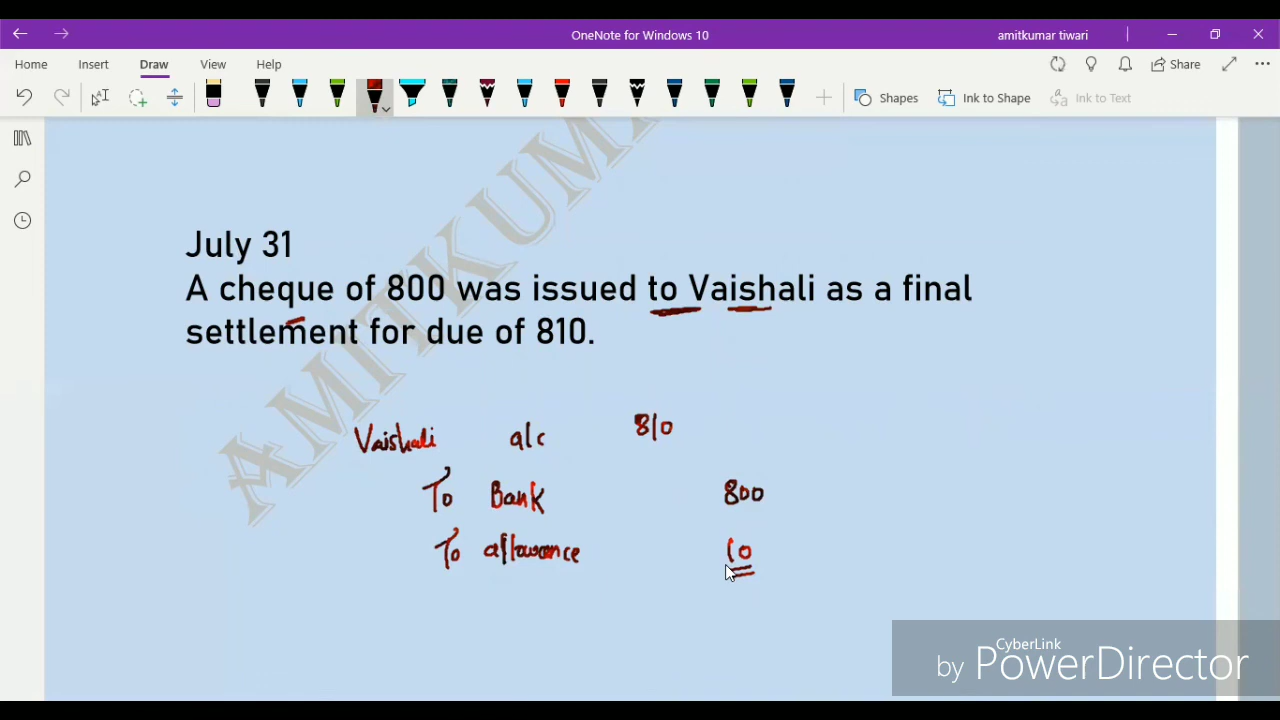 OneNote for Windows 10
amitkumar tiwari
Home Insert Draw View Help
Share
Shapes Ink to Shape Ink to Text
AMITKUM
July 31
A cheque of 800 was issued to Vaishali as a final
settlement for due of 810.
Vaishali a/c 810
To Bank 800
To allowance 10
CyberLink
by PowerDirector